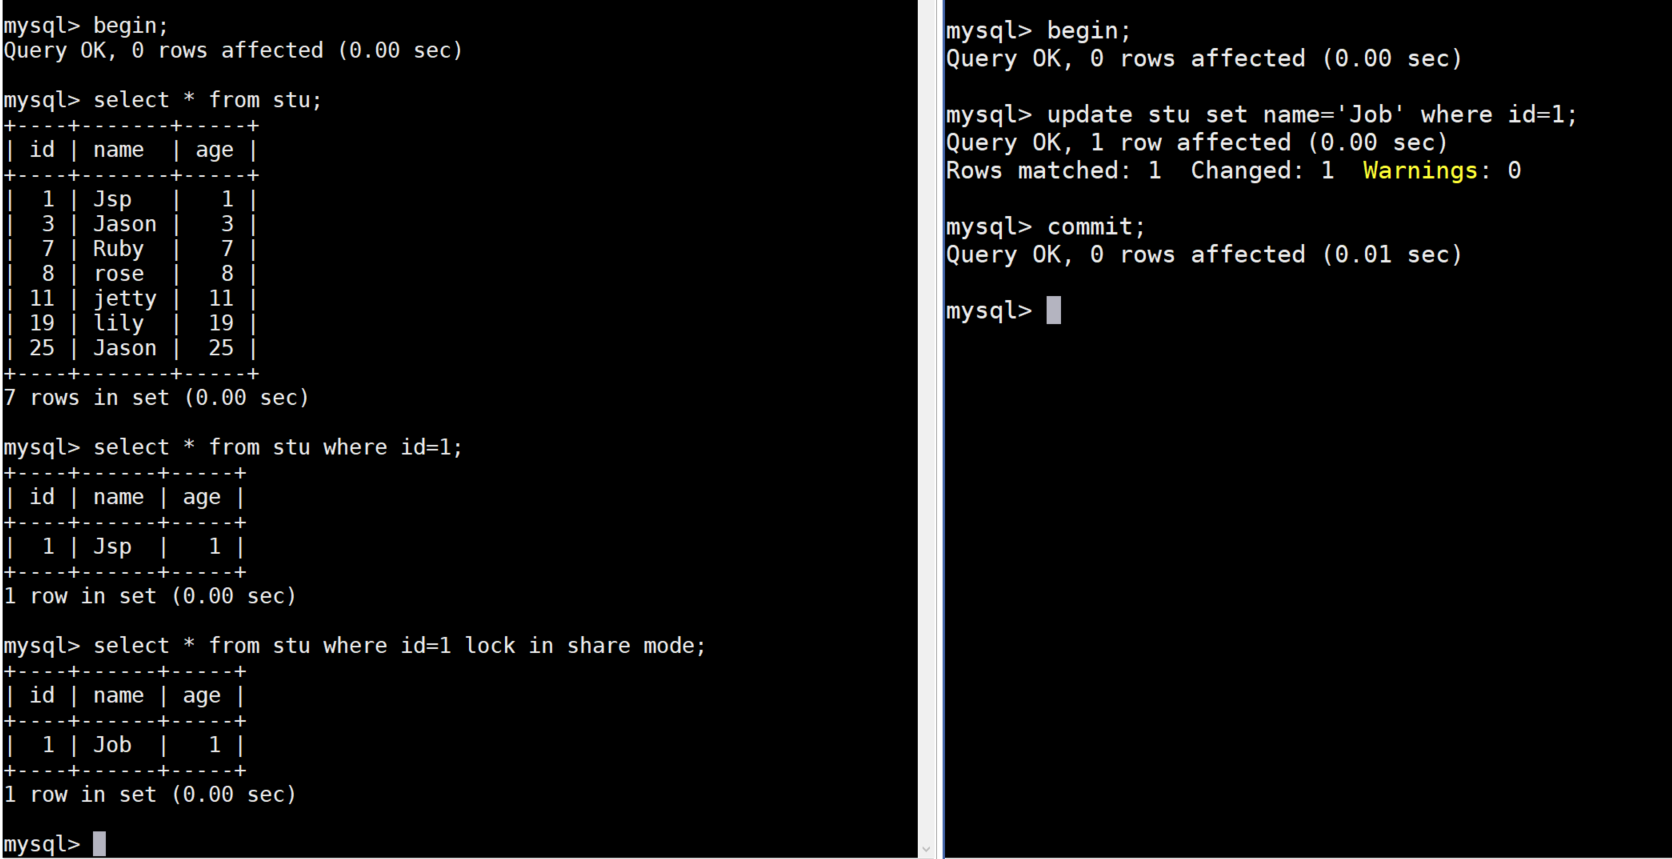 mysql> begin;
Query OK, 0 rows affected (0.00 sec)

mysql> select * from stu;
+----+-------+-----+
| id | name  | age |
+----+-------+-----+
|  1 | Jsp   |   1 |
|  3 | Jason |   3 |
|  7 | Ruby  |   7 |
|  8 | rose  |   8 |
| 11 | jetty |  11 |
| 19 | lily  |  19 |
| 25 | Jason |  25 |
+----+-------+-----+
7 rows in set (0.00 sec)

mysql> select * from stu where id=1;
+----+------+-----+
| id | name | age |
+----+------+-----+
|  1 | Jsp  |   1 |
+----+------+-----+
1 row in set (0.00 sec)

mysql> select * from stu where id=1 lock in share mode;
+----+------+-----+
| id | name | age |
+----+------+-----+
|  1 | Job  |   1 |
+----+------+-----+
1 row in set (0.00 sec)

mysql>
mysql> begin;
Query OK, 0 rows affected (0.00 sec)

mysql> update stu set name='Job' where id=1;
Query OK, 1 row affected (0.00 sec)
Rows matched: 1  Changed: 1  Warnings: 0

mysql> commit;
Query OK, 0 rows affected (0.01 sec)

mysql>